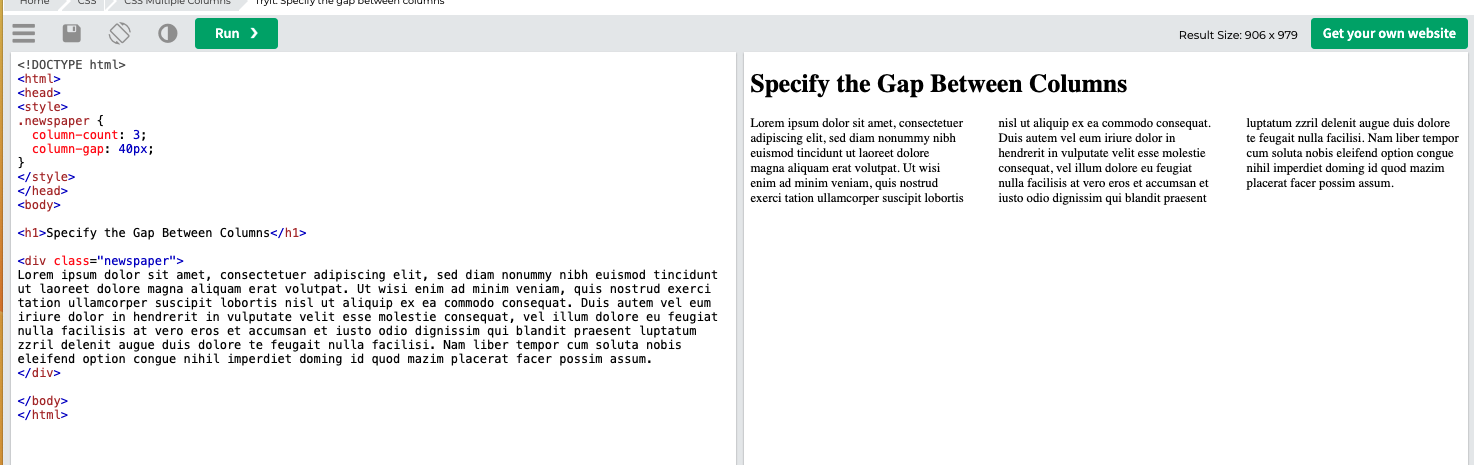 Home CSS CSS Multiple Columns Tryit: Specify the gap between columns
Run ❯ Result Size: 906 x 979 Get your own website
<!DOCTYPE html>
<html>
<head>
<style>
.newspaper {
  column-count: 3;
  column-gap: 40px;
}
</style>
</head>
<body>
<h1>Specify the Gap Between Columns</h1>
<div class="newspaper">
Lorem ipsum dolor sit amet, consectetuer adipiscing elit, sed diam nonummy nibh euismod tincidunt
ut laoreet dolore magna aliquam erat volutpat. Ut wisi enim ad minim veniam, quis nostrud exerci
tation ullamcorper suscipit lobortis nisl ut aliquip ex ea commodo consequat. Duis autem vel eum
iriure dolor in hendrerit in vulputate velit esse molestie consequat, vel illum dolore eu feugiat
nulla facilisis at vero eros et accumsan et iusto odio dignissim qui blandit praesent luptatum
zzril delenit augue duis dolore te feugait nulla facilisi. Nam liber tempor cum soluta nobis
eleifend option congue nihil imperdiet doming id quod mazim placerat facer possim assum.
</div>
</body>
</html>
Specify the Gap Between Columns
Lorem ipsum dolor sit amet, consectetuer
adipiscing elit, sed diam nonummy nibh
euismod tincidunt ut laoreet dolore
magna aliquam erat volutpat. Ut wisi
enim ad minim veniam, quis nostrud
exerci tation ullamcorper suscipit lobortis
nisl ut aliquip ex ea commodo consequat.
Duis autem vel eum iriure dolor in
hendrerit in vulputate velit esse molestie
consequat, vel illum dolore eu feugiat
nulla facilisis at vero eros et accumsan et
iusto odio dignissim qui blandit praesent
luptatum zzril delenit augue duis dolore
te feugait nulla facilisi. Nam liber tempor
cum soluta nobis eleifend option congue
nihil imperdiet doming id quod mazim
placerat facer possim assum.